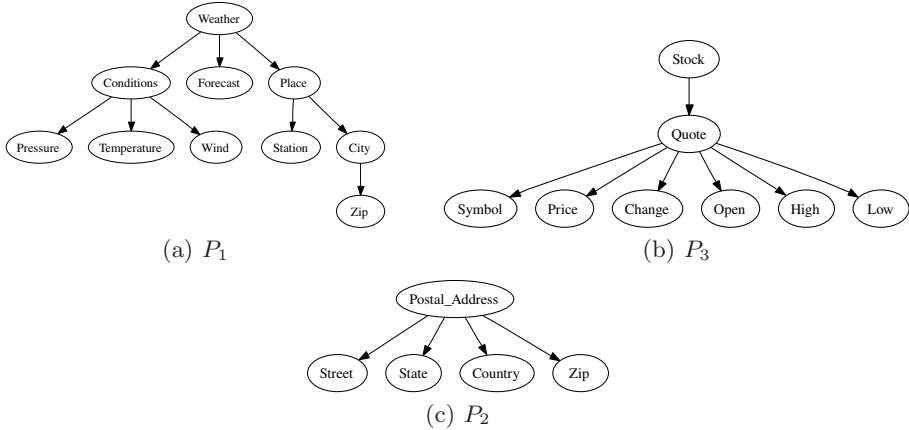 Weather
Conditions Forecast Place
Pressure Temperature Wind Station City
Zip
(a) P₁
Stock
Quote
Symbol Price Change Open High Low
(b) P₃
Postal_Address
Street State Country Zip
(c) P₂